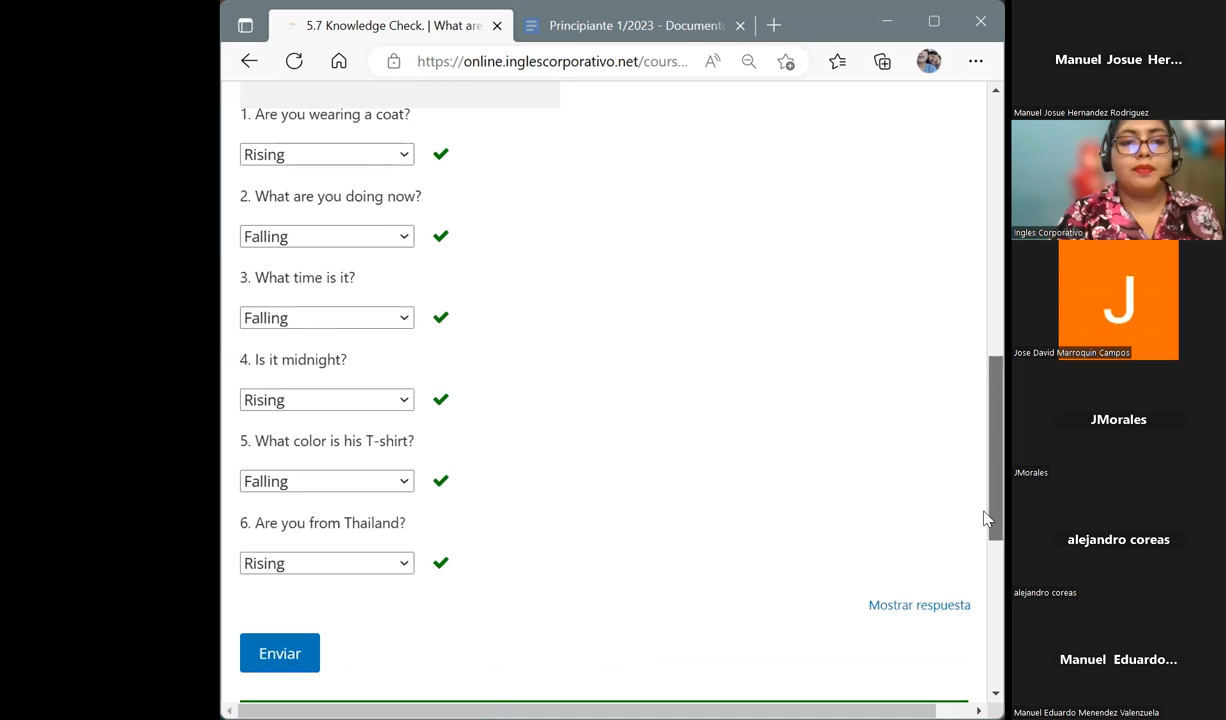 5.7 Knowledge Check. | What are
Principiante 1/2023 - Document
https://online.inglescorporativo.net/cours...
1. Are you wearing a coat?
Rising
2. What are you doing now?
Falling
3. What time is it?
Falling
4. Is it midnight?
Rising
5. What color is his T-shirt?
Falling
6. Are you from Thailand?
Rising
Mostrar respuesta
Enviar
Manuel Josue Her...
Manuel Josue Hernandez Rodriguez
Ingles Corporativo
J
Jose David Marroquin Campos
JMorales
JMorales
alejandro coreas
alejandro coreas
Manuel Eduardo...
Manuel Eduardo Menendez Valenzuela